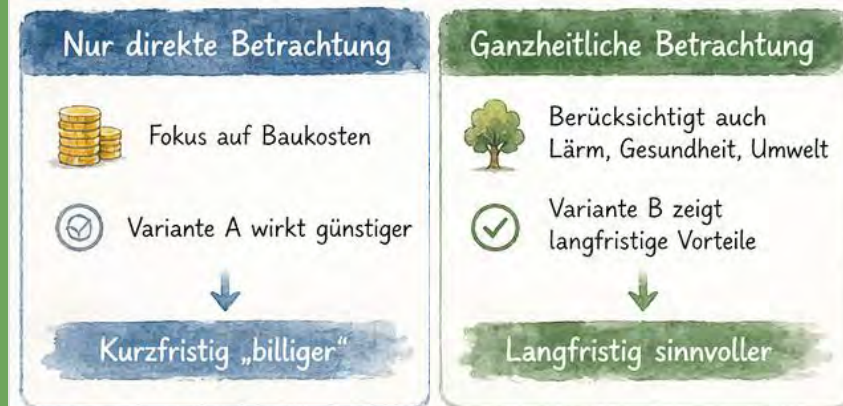 Nur direkte Betrachtung
Fokus auf Baukosten
Variante A wirkt günstiger
Kurzfristig „billiger“
Ganzheitliche Betrachtung
Berücksichtigt auch
Lärm, Gesundheit, Umwelt
Variante B zeigt
langfristige Vorteile
Langfristig sinnvoller